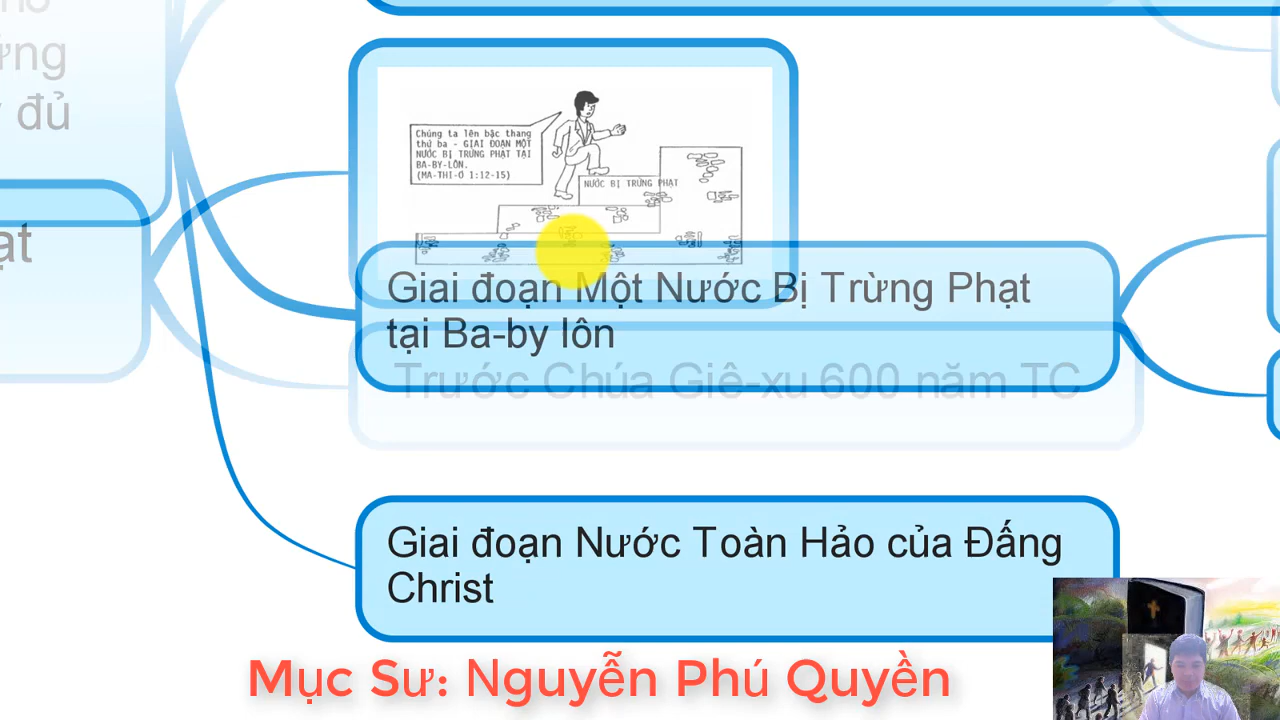 ứng
đủ
ạt
Chúng ta lên bậc thang
thứ ba - GIAI ĐOẠN MỘT
NƯỚC BỊ TRỪNG PHẠT TẠI
BA-BY-LÔN.
(MA-THI-Ơ 1:12-15)
NƯỚC BỊ TRỪNG PHẠT
Giai đoạn Một Nước Bị Trừng Phạt
tại Ba-by lôn
Trước Chúa Giê-xu 600 năm TC
Giai đoạn Nước Toàn Hảo của Đấng
Christ
Mục Sư: Nguyễn Phú Quyền